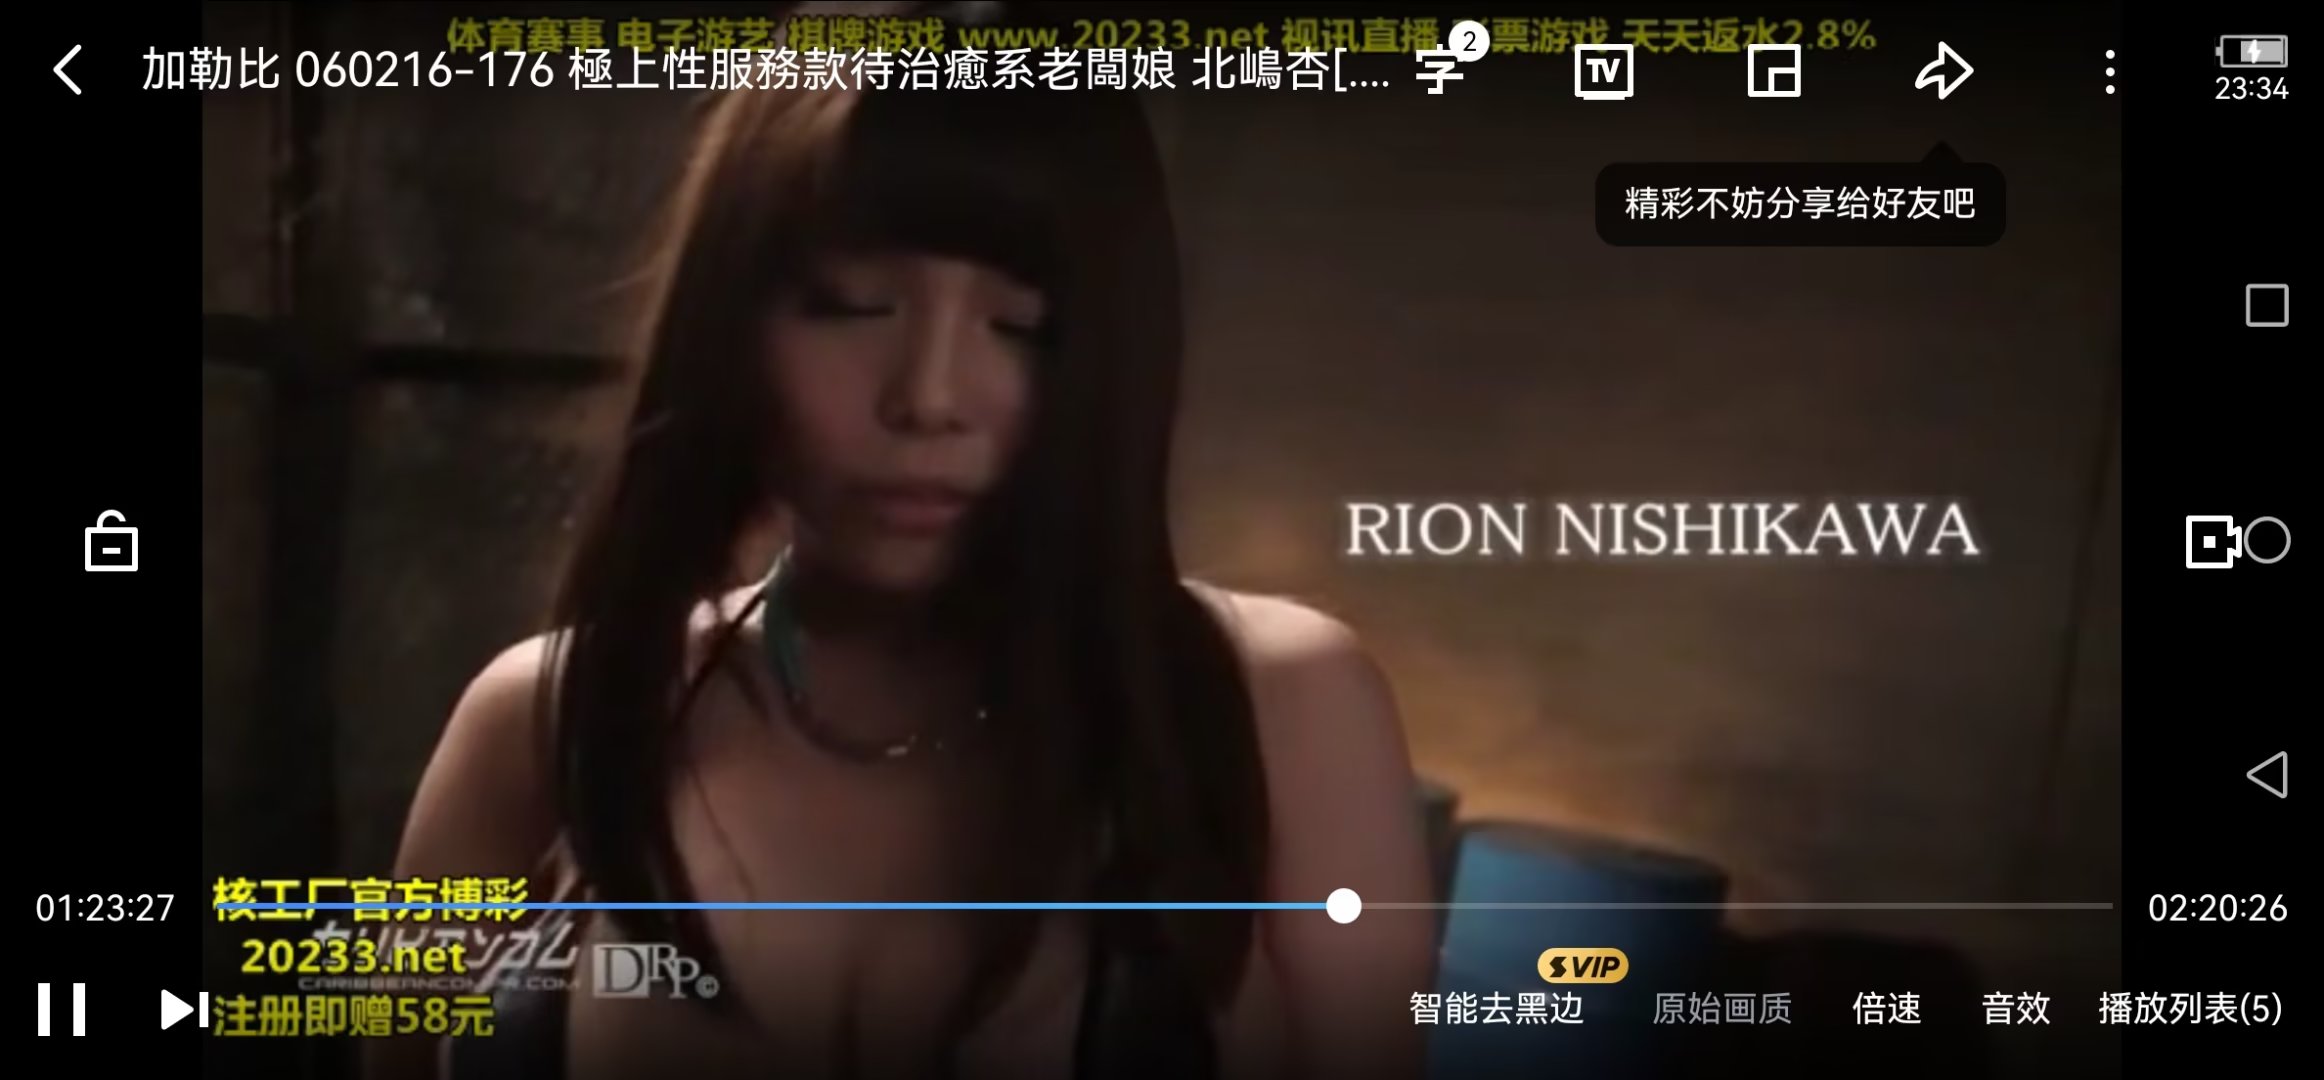 体育赛事 电子游艺 棋牌游戏 www.20233.net 视讯直播 票游戏 天天返水2.8%
加勒比 060216-176 極上性服務款待治癒系老闆娘 北嶋杏[....
字
2
TV
23:34
精彩不妨分享给好友吧
RION NISHIKAWA
01:23:27
02:20:26
核工厂官方博彩
20233.net
CARIBBEANCOM
DRP©
注册即赠58元
SVIP
智能去黑边
原始画质
倍速
音效
播放列表(5)